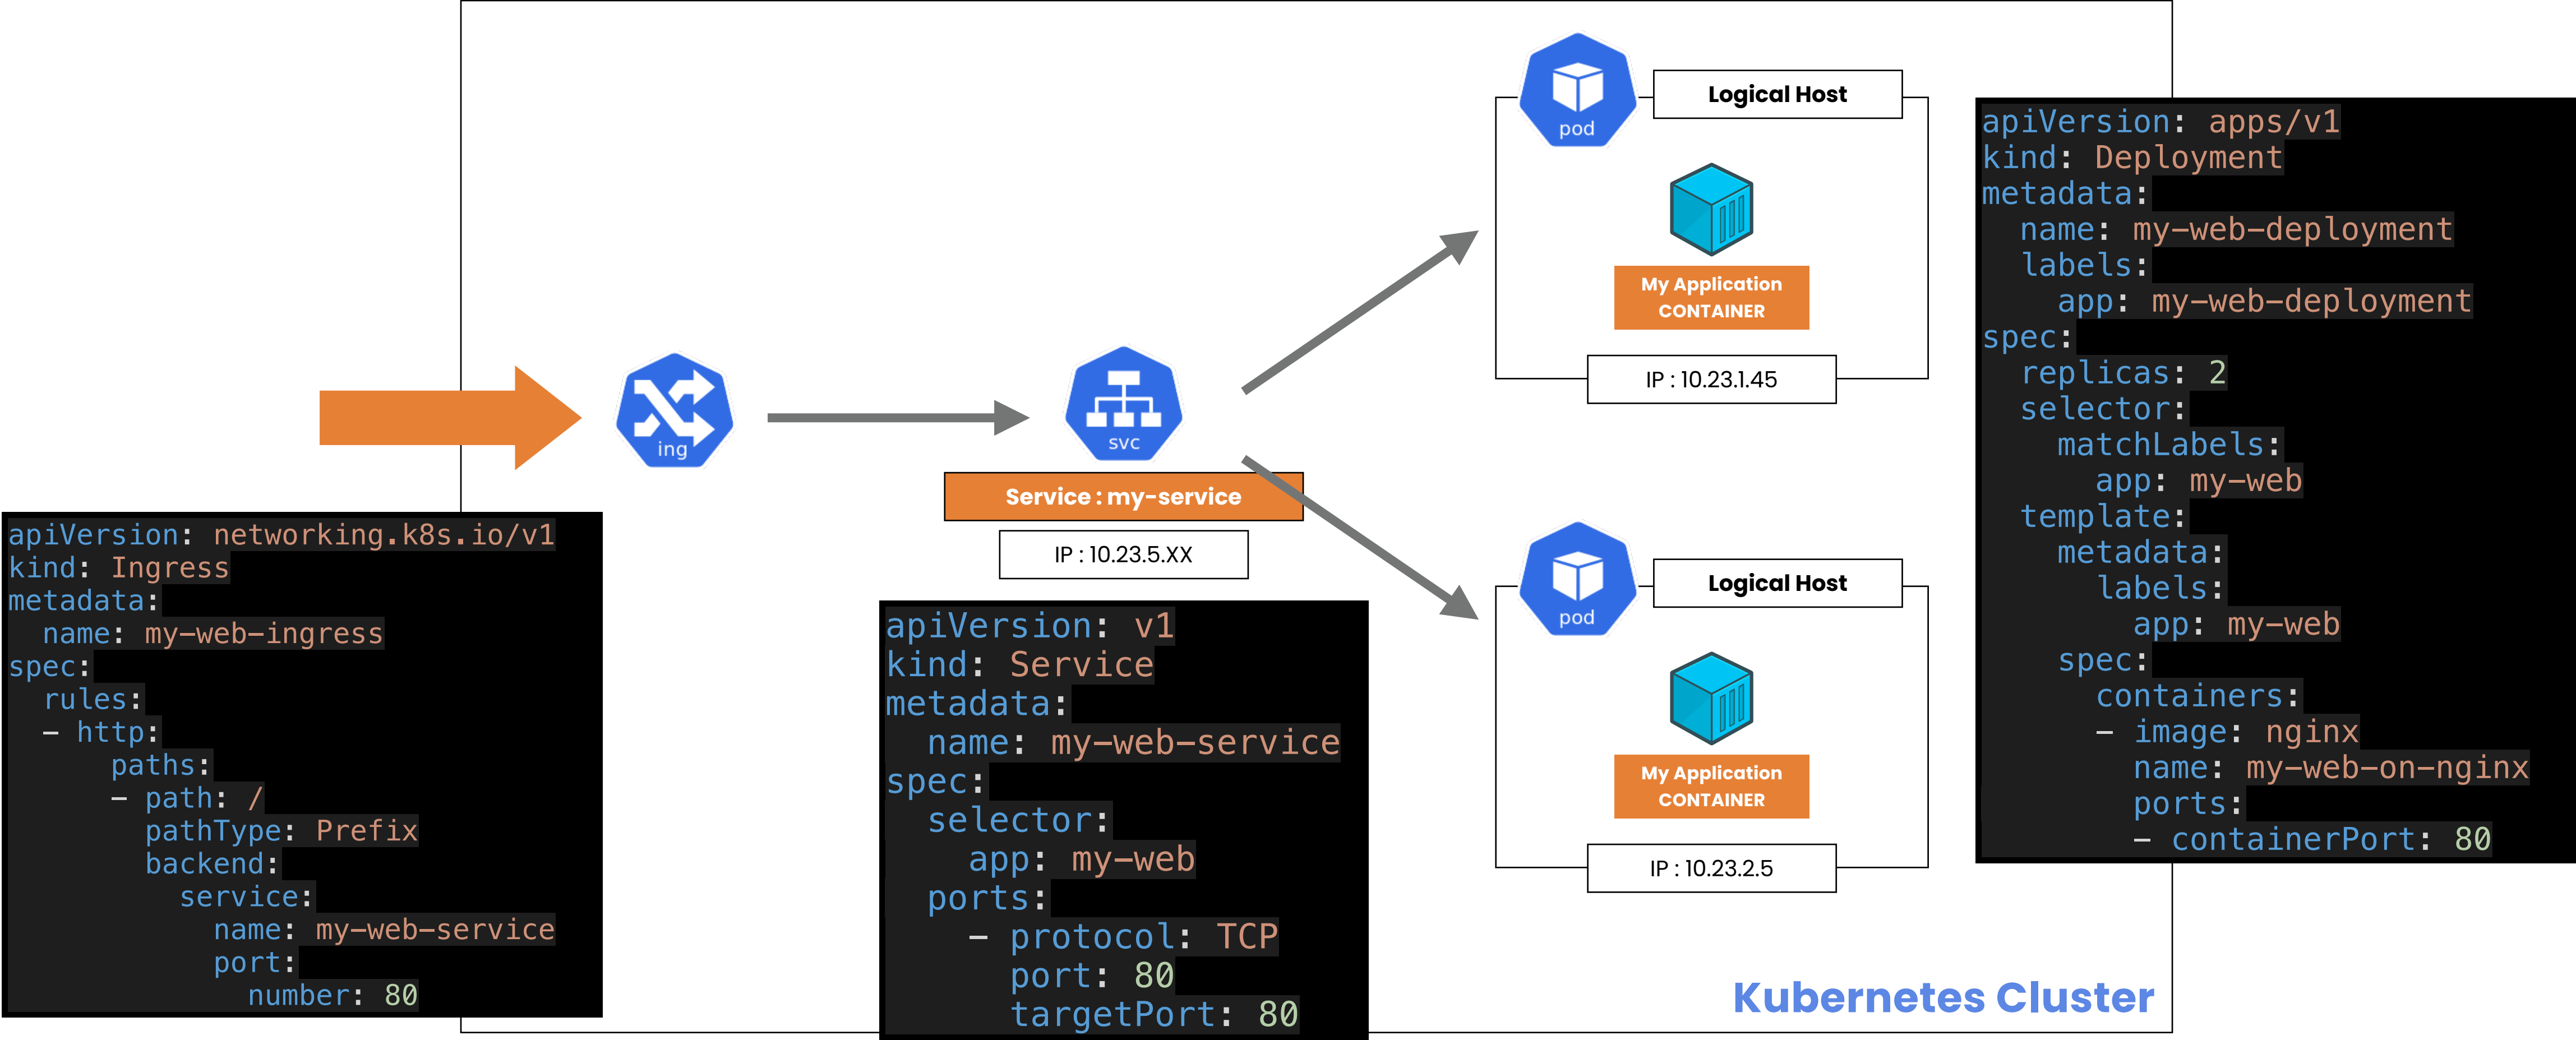 apiVersion: networking.k8s.io/v1
kind: Ingress
metadata:
  name: my-web-ingress
spec:
  rules:
  - http:
      paths:
      - path: /
        pathType: Prefix
        backend:
          service:
            name: my-web-service
            port:
              number: 80
ing
svc
Service : my-service
IP : 10.23.5.XX
apiVersion: v1
kind: Service
metadata:
  name: my-web-service
spec:
  selector:
    app: my-web
  ports:
    - protocol: TCP
      port: 80
      targetPort: 80
pod
Logical Host
My Application
CONTAINER
IP : 10.23.1.45
pod
Logical Host
My Application
CONTAINER
IP : 10.23.2.5
apiVersion: apps/v1
kind: Deployment
metadata:
  name: my-web-deployment
  labels:
    app: my-web-deployment
spec:
  replicas: 2
  selector:
    matchLabels:
      app: my-web
  template:
    metadata:
      labels:
        app: my-web
    spec:
      containers:
      - image: nginx
        name: my-web-on-nginx
        ports:
        - containerPort: 80
Kubernetes Cluster